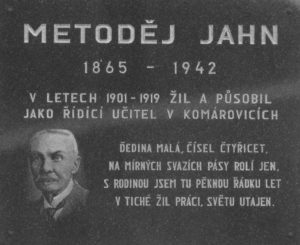 METODĚJ JAHN
1865 - 1942
V LETECH 1901-1919 ŽIL A PŮSOBIL
JAKO ŘÍDÍCÍ UČITEL V KOMÁROVICÍCH
DĚDINA MALÁ, ČÍSEL ČTYŘICET,
NA MÍRNÝCH SVAZÍCH PÁSY ROLÍ JEN,
S RODINOU JSEM TU PĚKNOU ŘÁDKU LET
V TICHÉ ŽIL PRÁCI, SVĚTU UTAJEN.